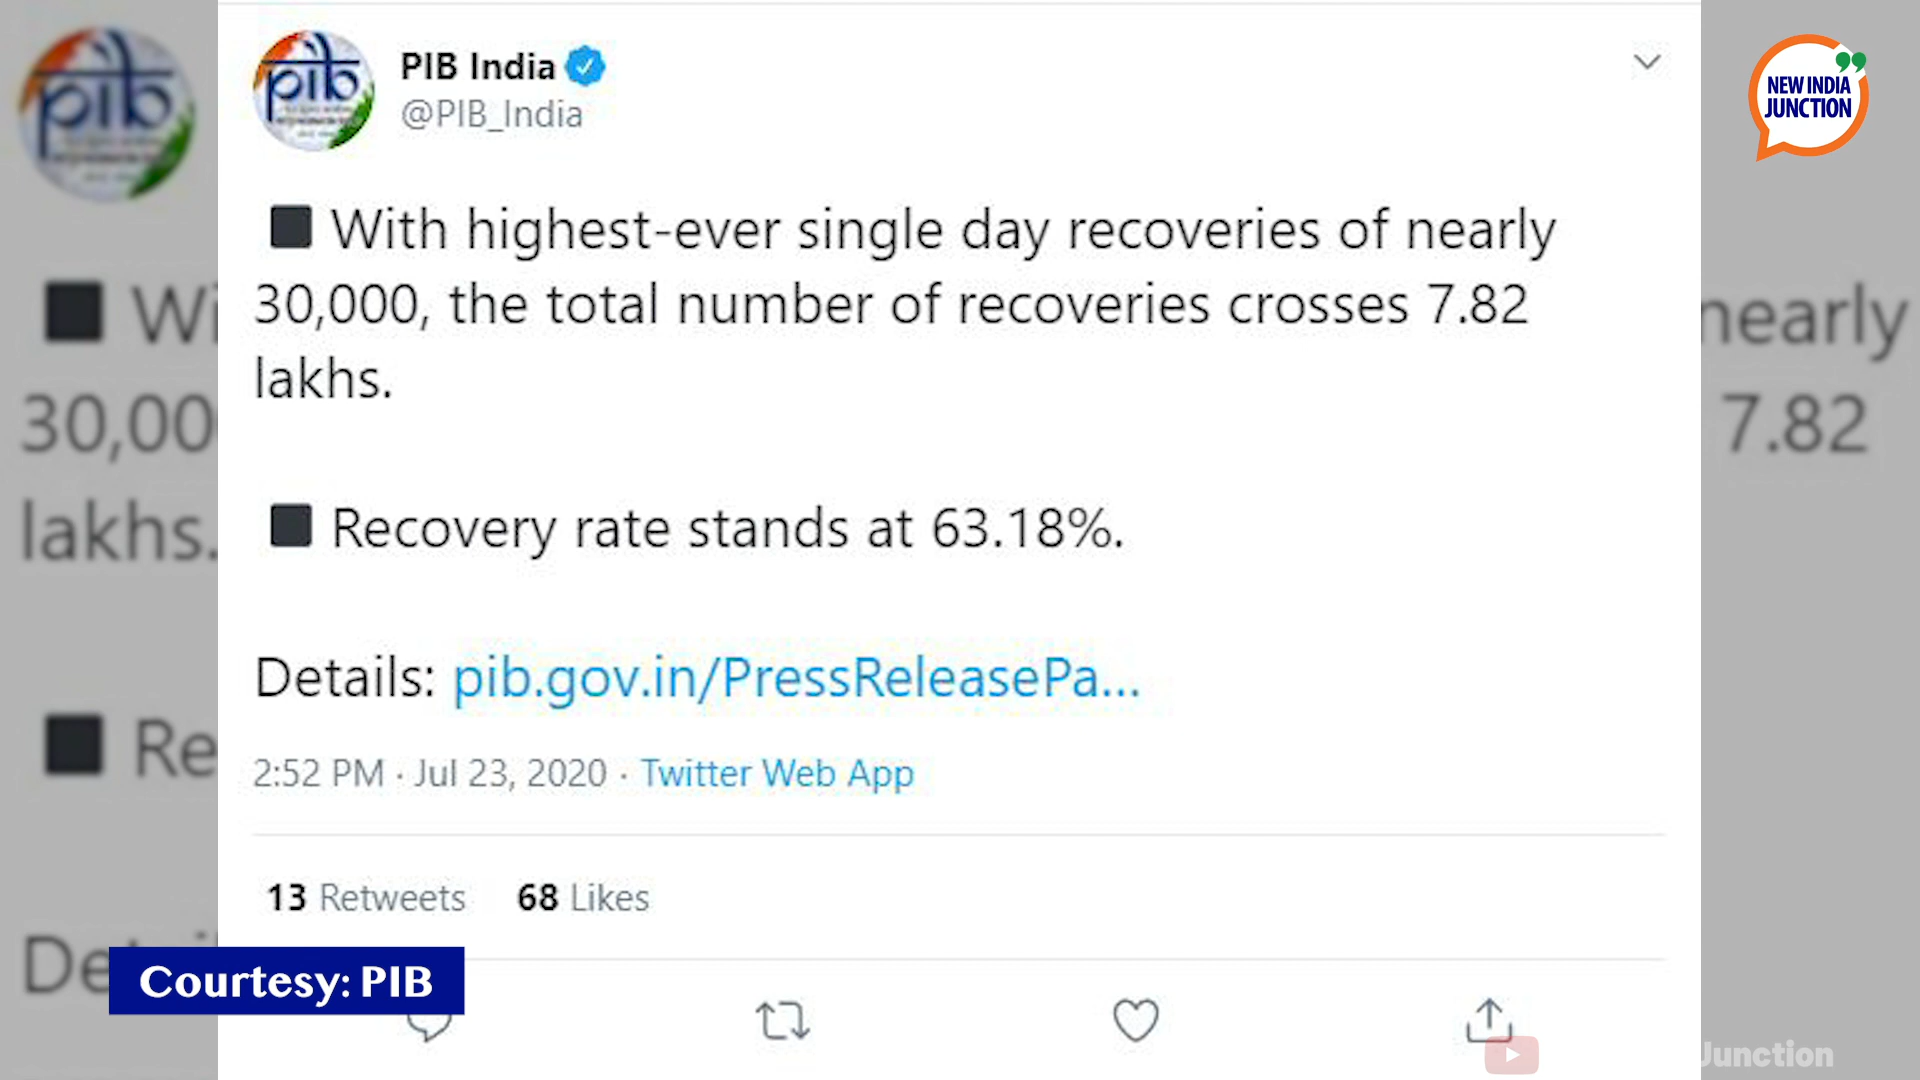 pib
PIB India
@PIB_India
NEW INDIA
JUNCTION
■ With highest-ever single day recoveries of nearly
30,000, the total number of recoveries crosses 7.82
lakhs.
■ Recovery rate stands at 63.18%.
Details: pib.gov.in/PressReleasePa...
2:52 PM · Jul 23, 2020 · Twitter Web App
13 Retweets 68 Likes
Courtesy: PIB
Junction